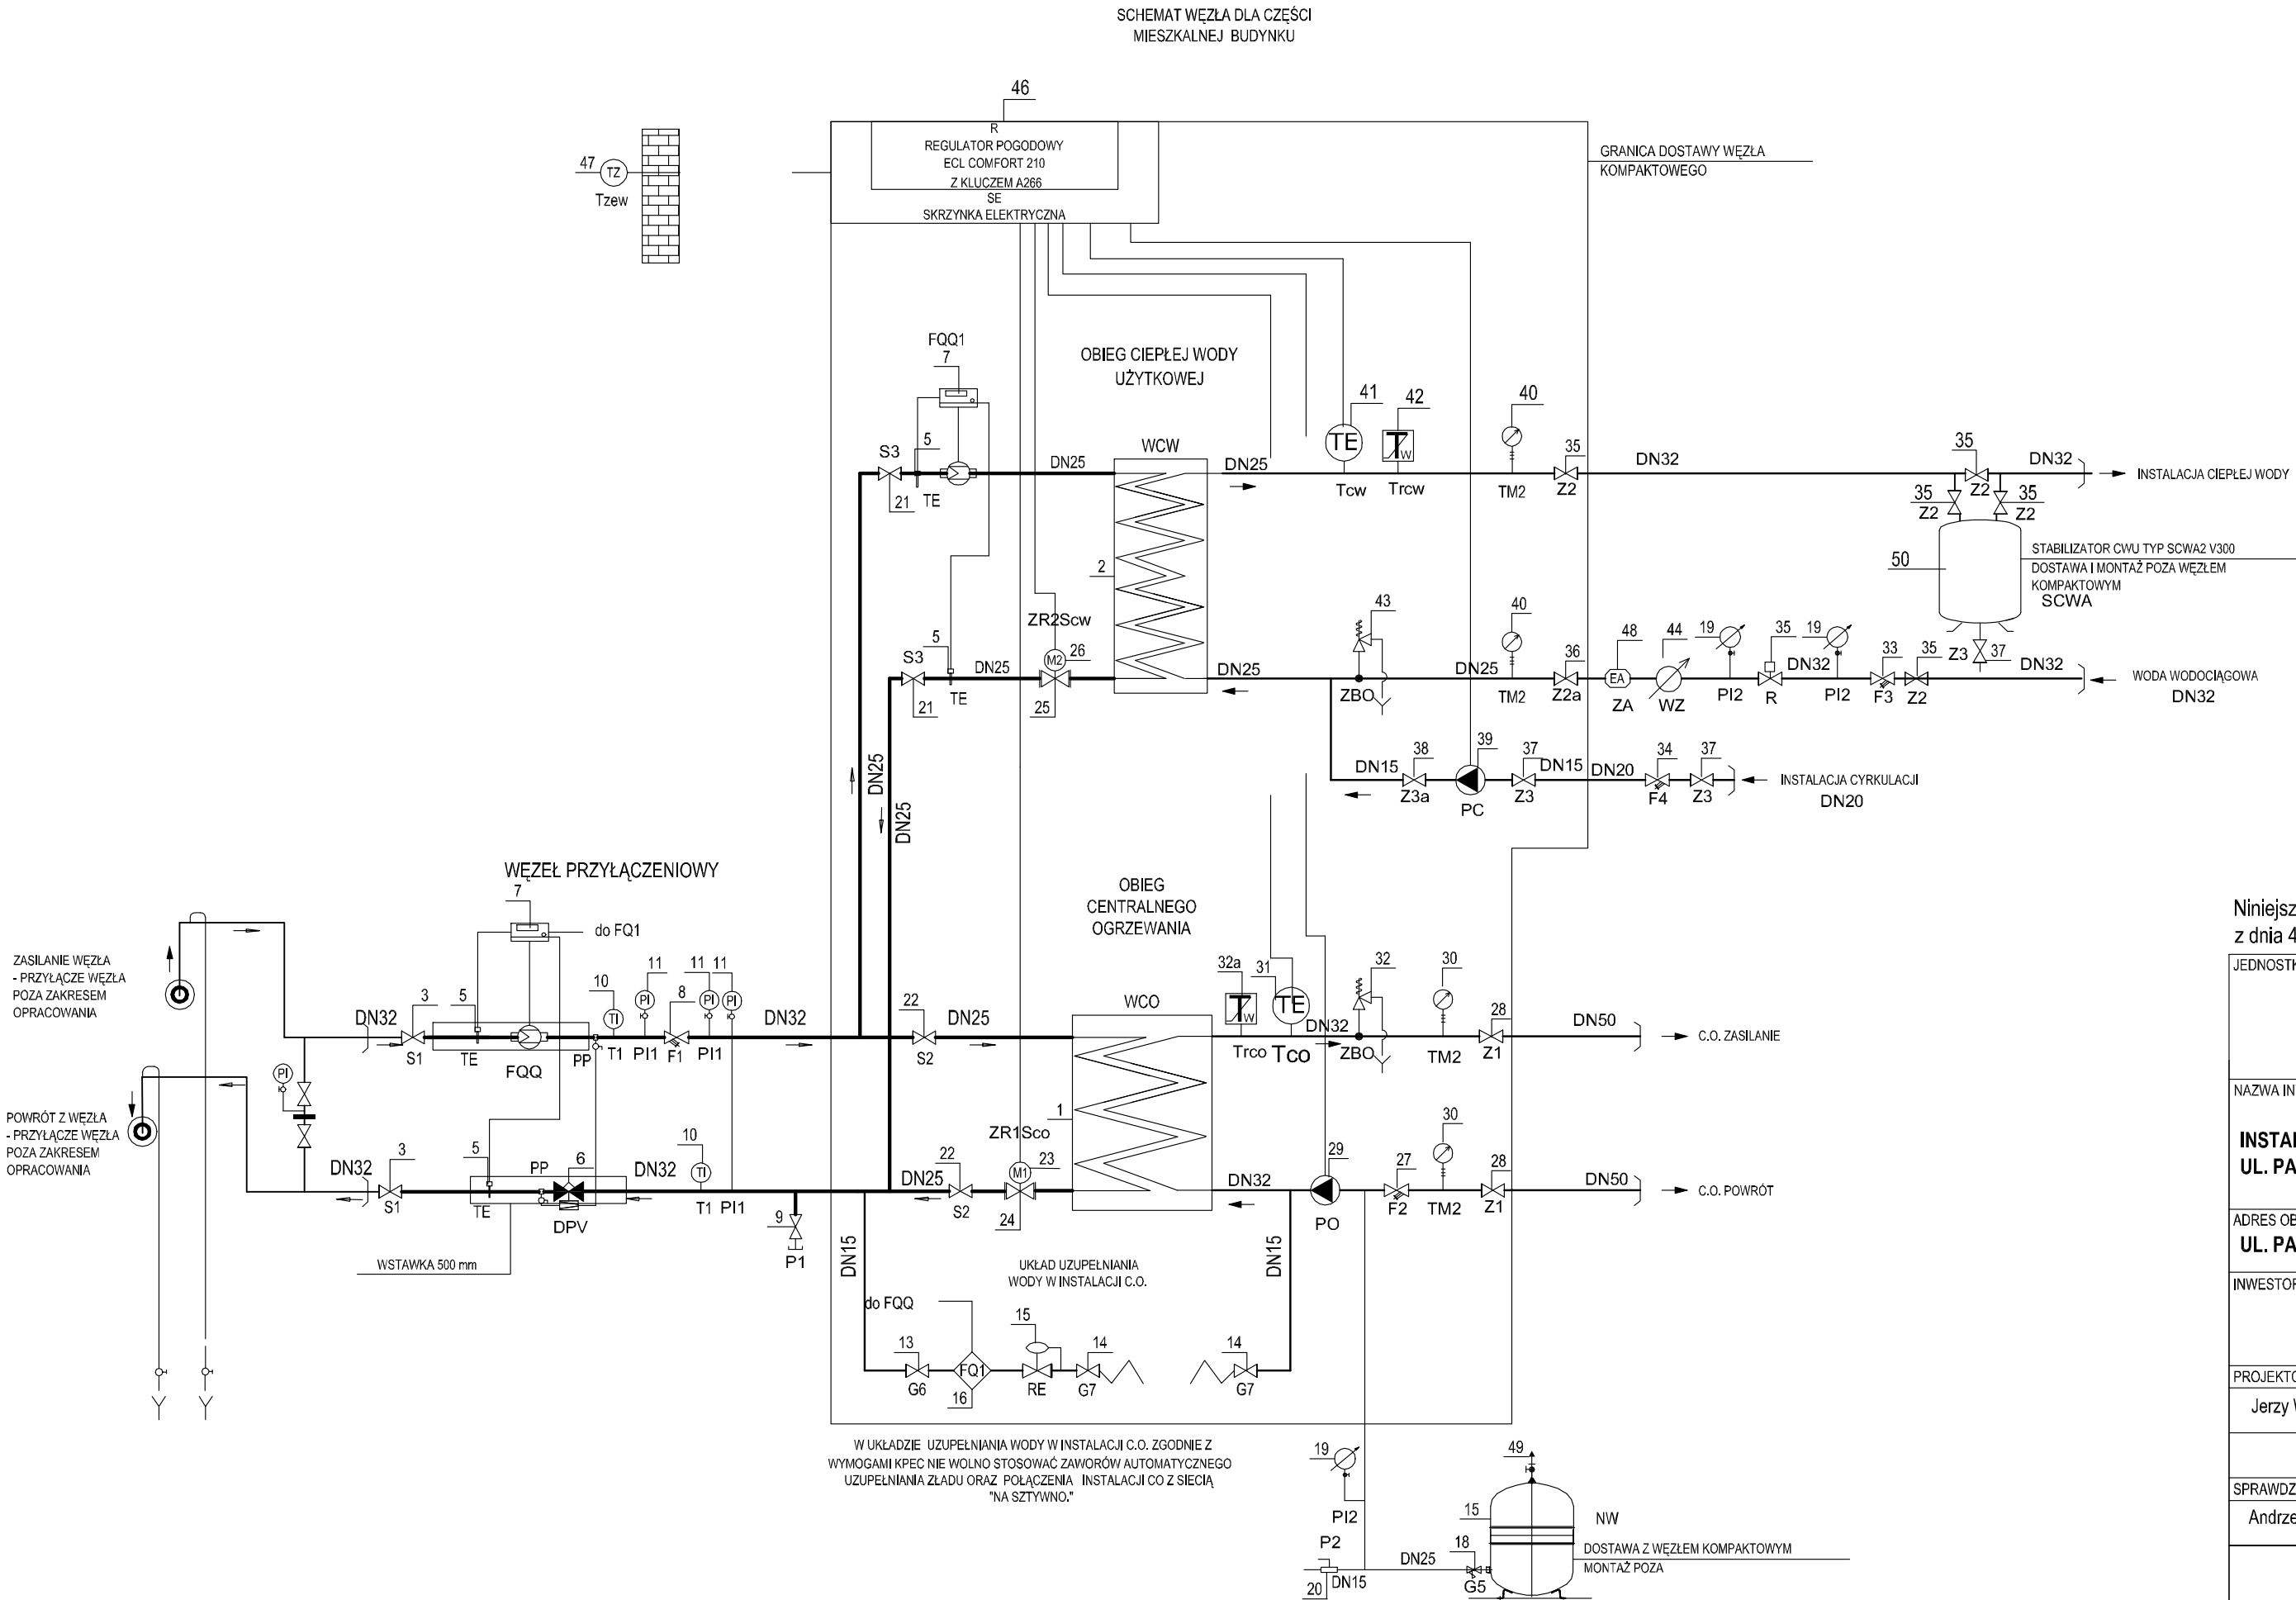 SCHEMAT WĘZŁA DLA CZĘŚCI
MIESZKALNEJ BUDYNKU
46
R
REGULATOR POGODOWY
ECL COMFORT 210
Z KLUCZEM A266
SE
SKRZYNKA ELEKTRYCZNA
GRANICA DOSTAWY WĘZŁA
KOMPAKTOWEGO
47
TZ
Tzew
FQQ1
7
OBIEG CIEPŁEJ WODY
UŻYTKOWEJ
S3
5
21
TE
DN25
WCW
DN25
41
TE
Tcw
42
T W
Trcw
40
TM2
35
Z2
DN32
35
Z2
DN32
INSTALACJA CIEPŁEJ WODY
35
Z2
35
Z2
2
50
STABILIZATOR CWU TYP SCWA2 V300
DOSTAWA I MONTAŻ POZA WĘZŁEM
KOMPAKTOWYM
SCWA
Z3
37
ZR2Scw
S3
5
21
TE
DN25
M2
26
25
DN25
43
ZBO
DN25
40
TM2
36
Z2a
48
EA
ZA
44
WZ
19
PI2
35
R
DN32
19
PI2
33
F3
35
Z2
DN32
WODA WODOCIĄGOWA
DN32
DN15
38
Z3a
39
PC
37
Z3
DN15
DN20
34
F4
37
Z3
INSTALACJA CYRKULACJI
DN20
DN25
DN25
WĘZEŁ PRZYŁĄCZENIOWY
7
do FQ1
ZASILANIE WĘZŁA
- PRZYŁĄCZE WĘZŁA
POZA ZAKRESEM
OPRACOWANIA
DN32
3
S1
5
TE
FQQ
PP
10
TI
T1
11
PI
PI1
8
F1
11
PI
PI1
11
PI
DN32
22
S2
DN25
OBIEG
CENTRALNEGO
OGRZEWANIA
WCO
32a
T W
Trco
31
TE
Tco
DN32
32
ZBO
30
TM2
28
Z1
DN50
C.O. ZASILANIE
PI
POWRÓT Z WĘZŁA
- PRZYŁĄCZE WĘZŁA
POZA ZAKRESEM
OPRACOWANIA
DN32
3
S1
5
TE
PP
6
DPV
DN32
10
TI
T1
PI1
WSTAWKA 500 mm
9
P1
DN25
22
S2
ZR1Sco
M1
23
24
1
DN32
29
PO
27
F2
30
TM2
28
Z1
DN50
C.O. POWRÓT
DN15
UKŁAD UZUPEŁNIANIA
WODY W INSTALACJI C.O.
DN15
do FQQ
13
G6
FQ1
16
15
RE
14
G7
14
G7
W UKŁADZIE UZUPEŁNIANIA WODY W INSTALACJI C.O. ZGODNIE Z
WYMOGAMI KPEC NIE WOLNO STOSOWAĆ ZAWORÓW AUTOMATYCZNEGO
UZUPEŁNIANIA ZŁADU ORAZ POŁĄCZENIA INSTALACJI CO Z SIECIĄ
"NA SZTYWNO."
19
PI2
P2
20
DN15
DN25
18
G5
15
49
NW
DOSTAWA Z WĘZŁEM KOMPAKTOWYM
MONTAŻ POZA
Niniejsz
z dnia 4
JEDNOSTK
NAZWA IN
INSTAL
UL. PA
ADRES OB
UL. PA
INWESTOR
PROJEKTO
Jerzy W
SPRAWDZ
Andrze